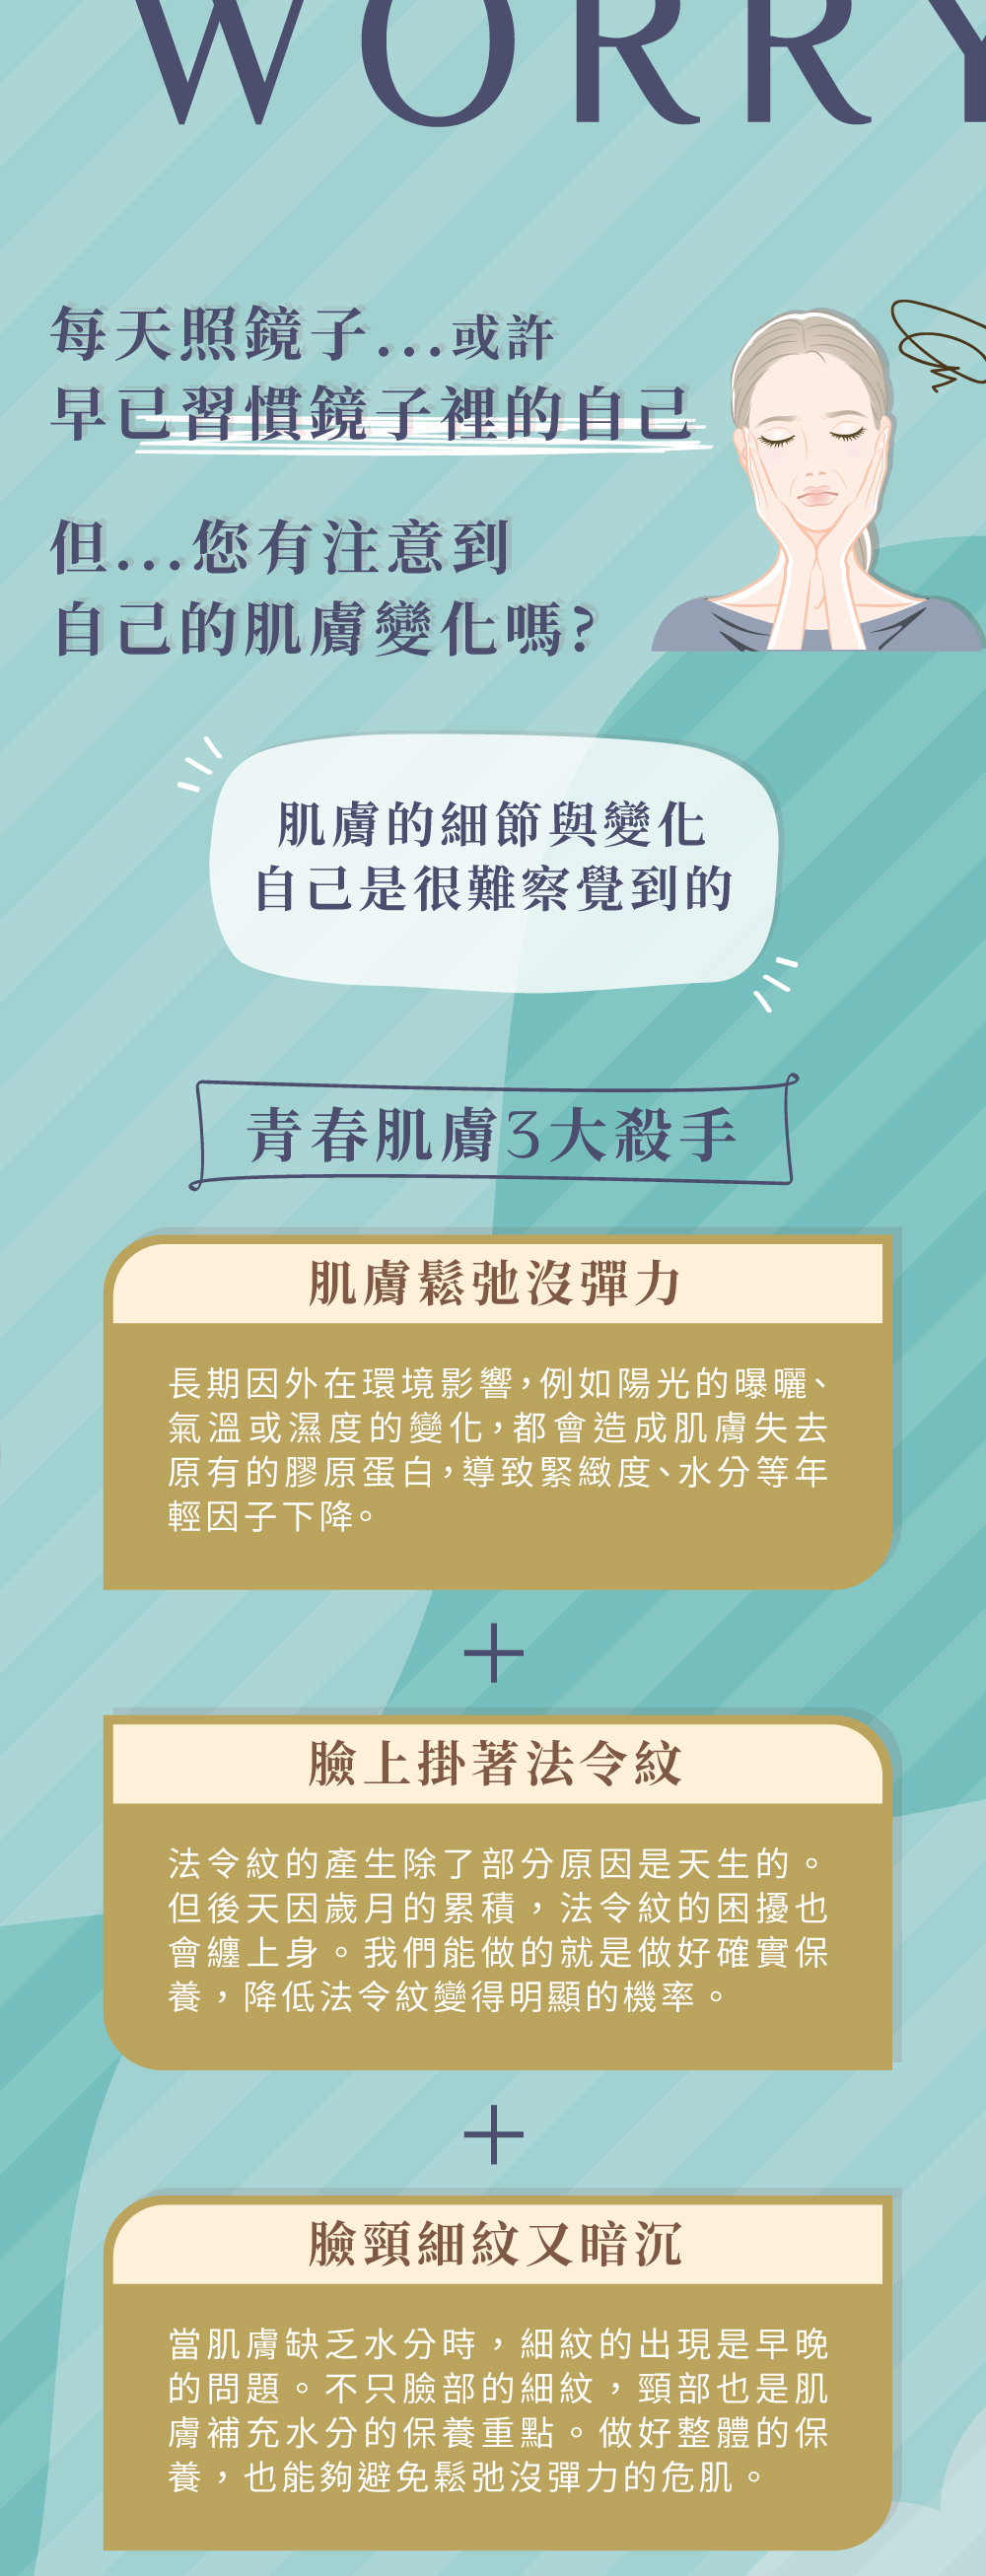 WORRY
每天照鏡子...或許
早已習慣鏡子裡的自己
但...您有注意到
自己的肌膚變化嗎?
肌膚的細節與變化
自己是很難察覺到的
青春肌膚3大殺手
肌膚鬆弛沒彈力
長期因外在環境影響，例如陽光的曝曬、
氣溫或濕度的變化，都會造成肌膚失去
原有的膠原蛋白，導致緊緻度、水分等年
輕因子下降。
+
臉上掛著法令紋
法令紋的產生除了部分原因是天生的。
但後天因歲月的累積，法令紋的困擾也
會纏上身。我們能做的就是做好確實保
養，降低法令紋變得明顯的機率。
+
臉頸細紋又暗沉
當肌膚缺乏水分時，細紋的出現是早晚
的問題。不只臉部的細紋，頸部也是肌
膚補充水分的保養重點。做好整體的保
養，也能夠避免鬆弛沒彈力的危肌。